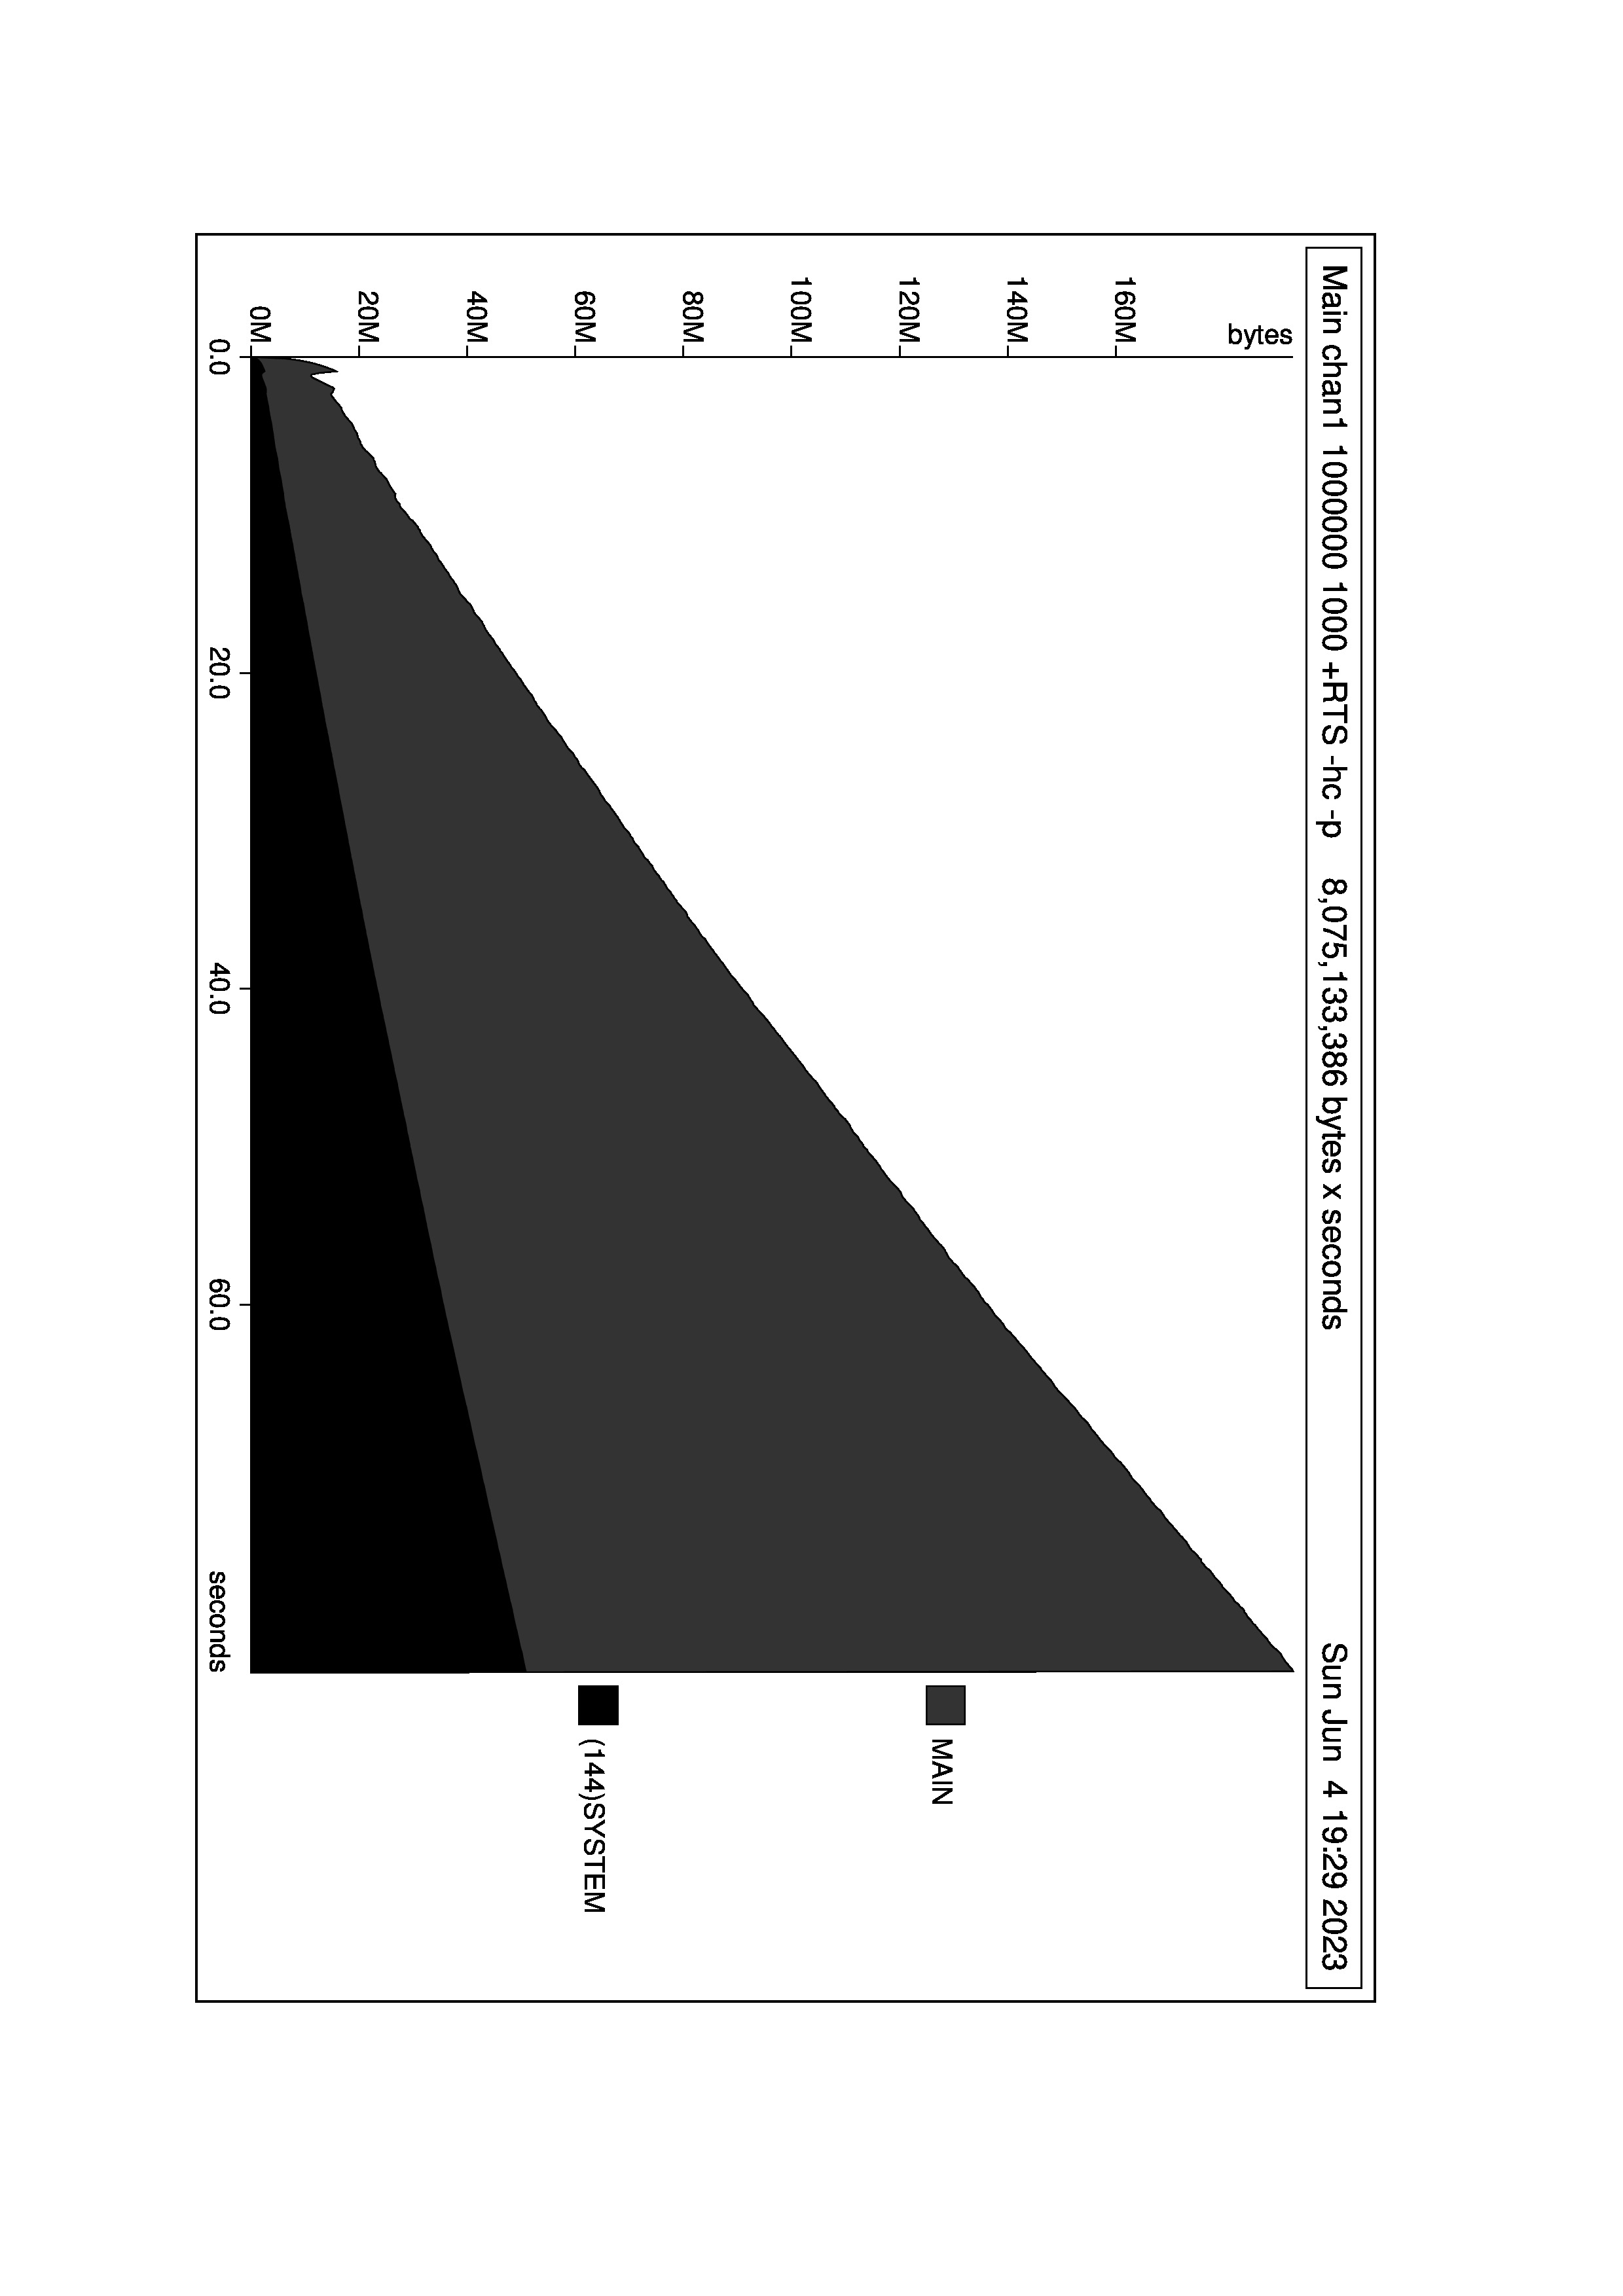 Main chan1 1000000 1000 +RTS -hc -p 8,075,133,386 bytes x seconds Sun Jun 4 19:29 2023
bytes
160M
140M
120M
100M
80M
60M
40M
20M
0M
0.0 20.0 40.0 60.0 seconds
MAIN
(144)SYSTEM